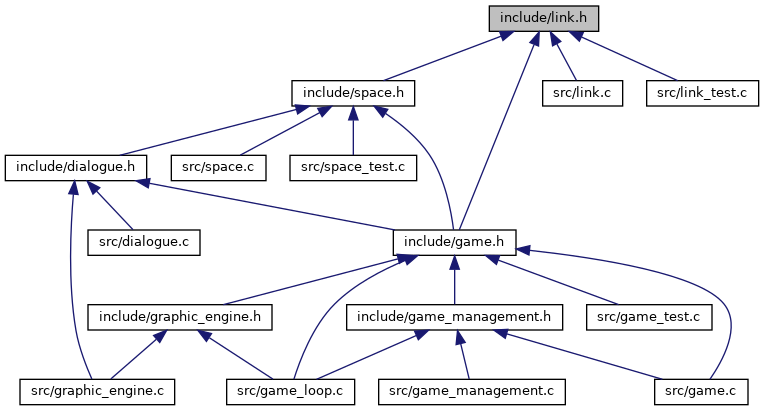 include/link.h
include/space.h
src/link.c
src/link_test.c
include/dialogue.h
src/space.c
src/space_test.c
src/dialogue.c
include/game.h
include/graphic_engine.h
include/game_management.h
src/game_test.c
src/graphic_engine.c
src/game_loop.c
src/game_management.c
src/game.c